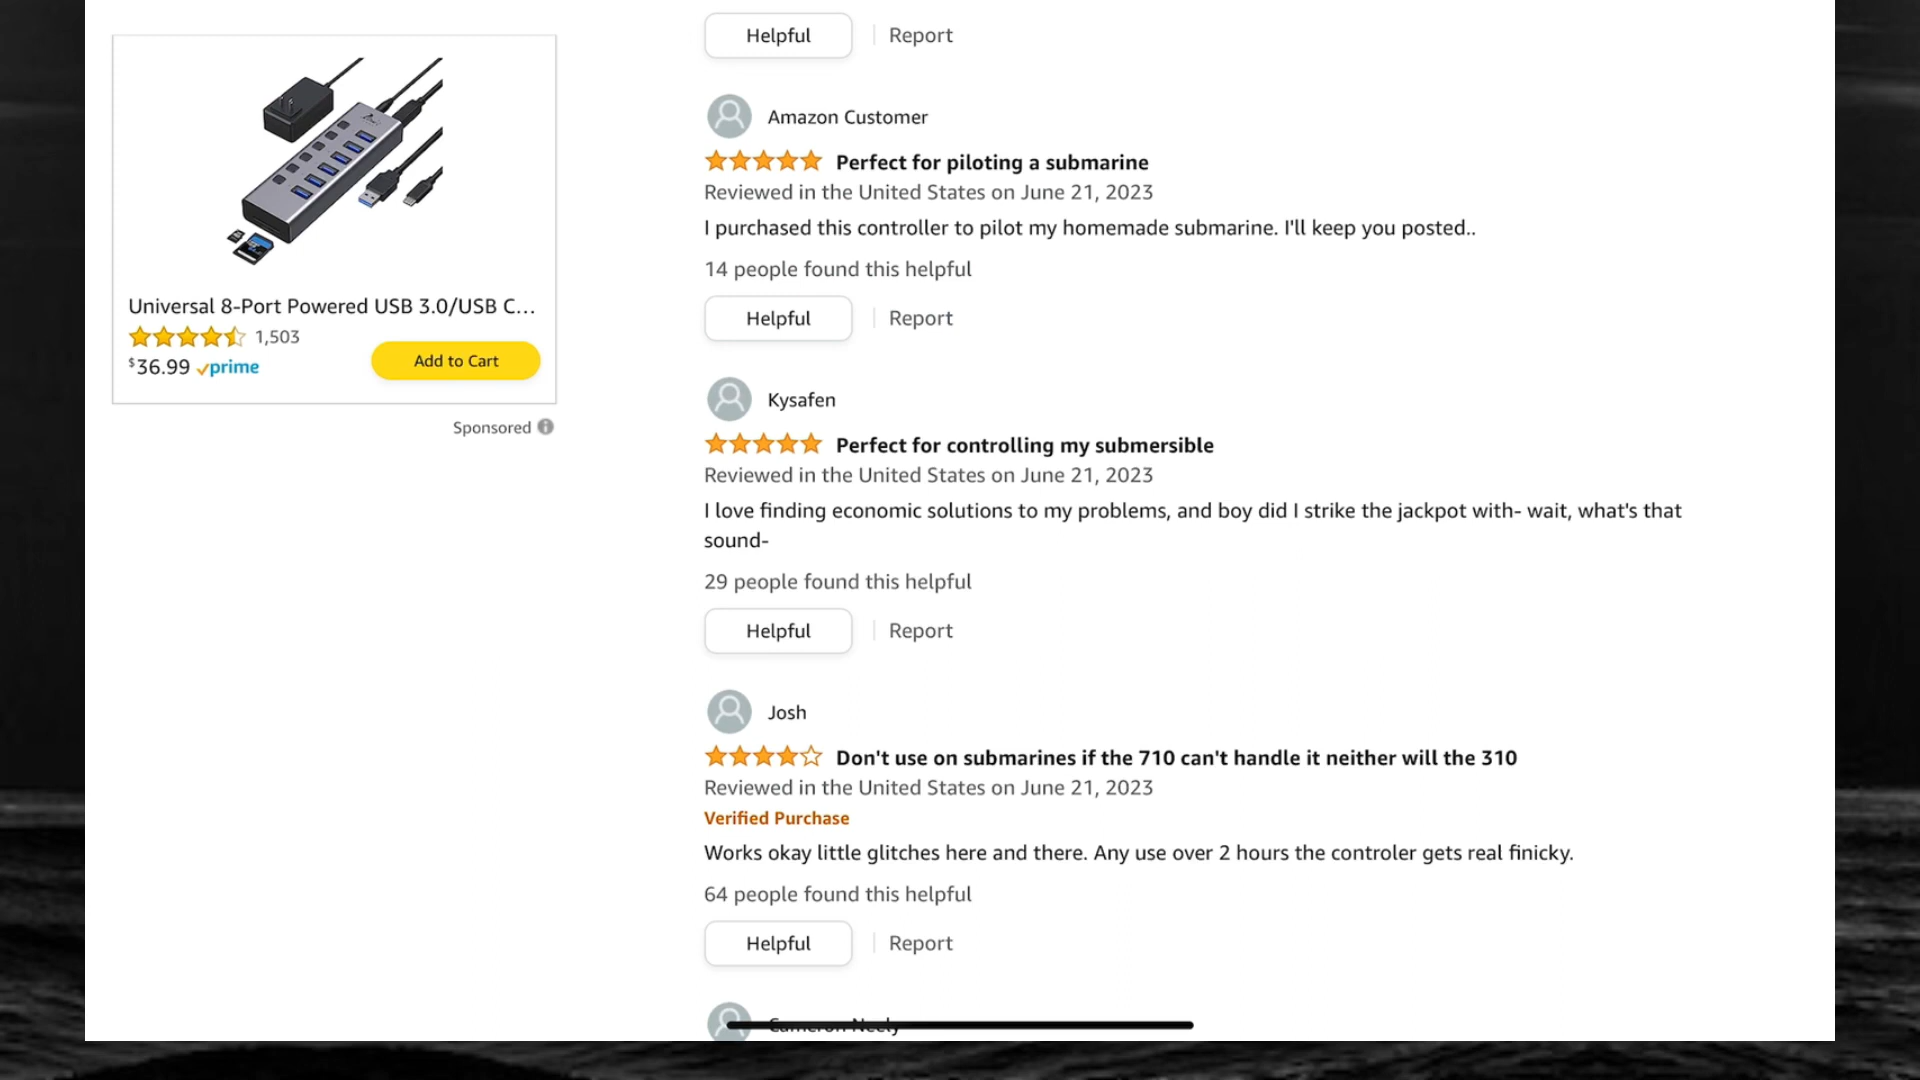 Helpful
Report
Amazon Customer
Perfect for piloting a submarine
Reviewed in the United States on June 21, 2023
I purchased this controller to pilot my homemade submarine. I'll keep you posted..
14 people found this helpful
Helpful
Report
Kysafen
Perfect for controlling my submersible
Reviewed in the United States on June 21, 2023
I love finding economic solutions to my problems, and boy did I strike the jackpot with- wait, what's that
sound-
29 people found this helpful
Helpful
Report
Josh
Don't use on submarines if the 710 can't handle it neither will the 310
Reviewed in the United States on June 21, 2023
Verified Purchase
Works okay little glitches here and there. Any use over 2 hours the controler gets real finicky.
64 people found this helpful
Helpful
Report
Cameron Neely
Universal 8-Port Powered USB 3.0/USB C...
1,503
$36.99 prime
Add to Cart
Sponsored